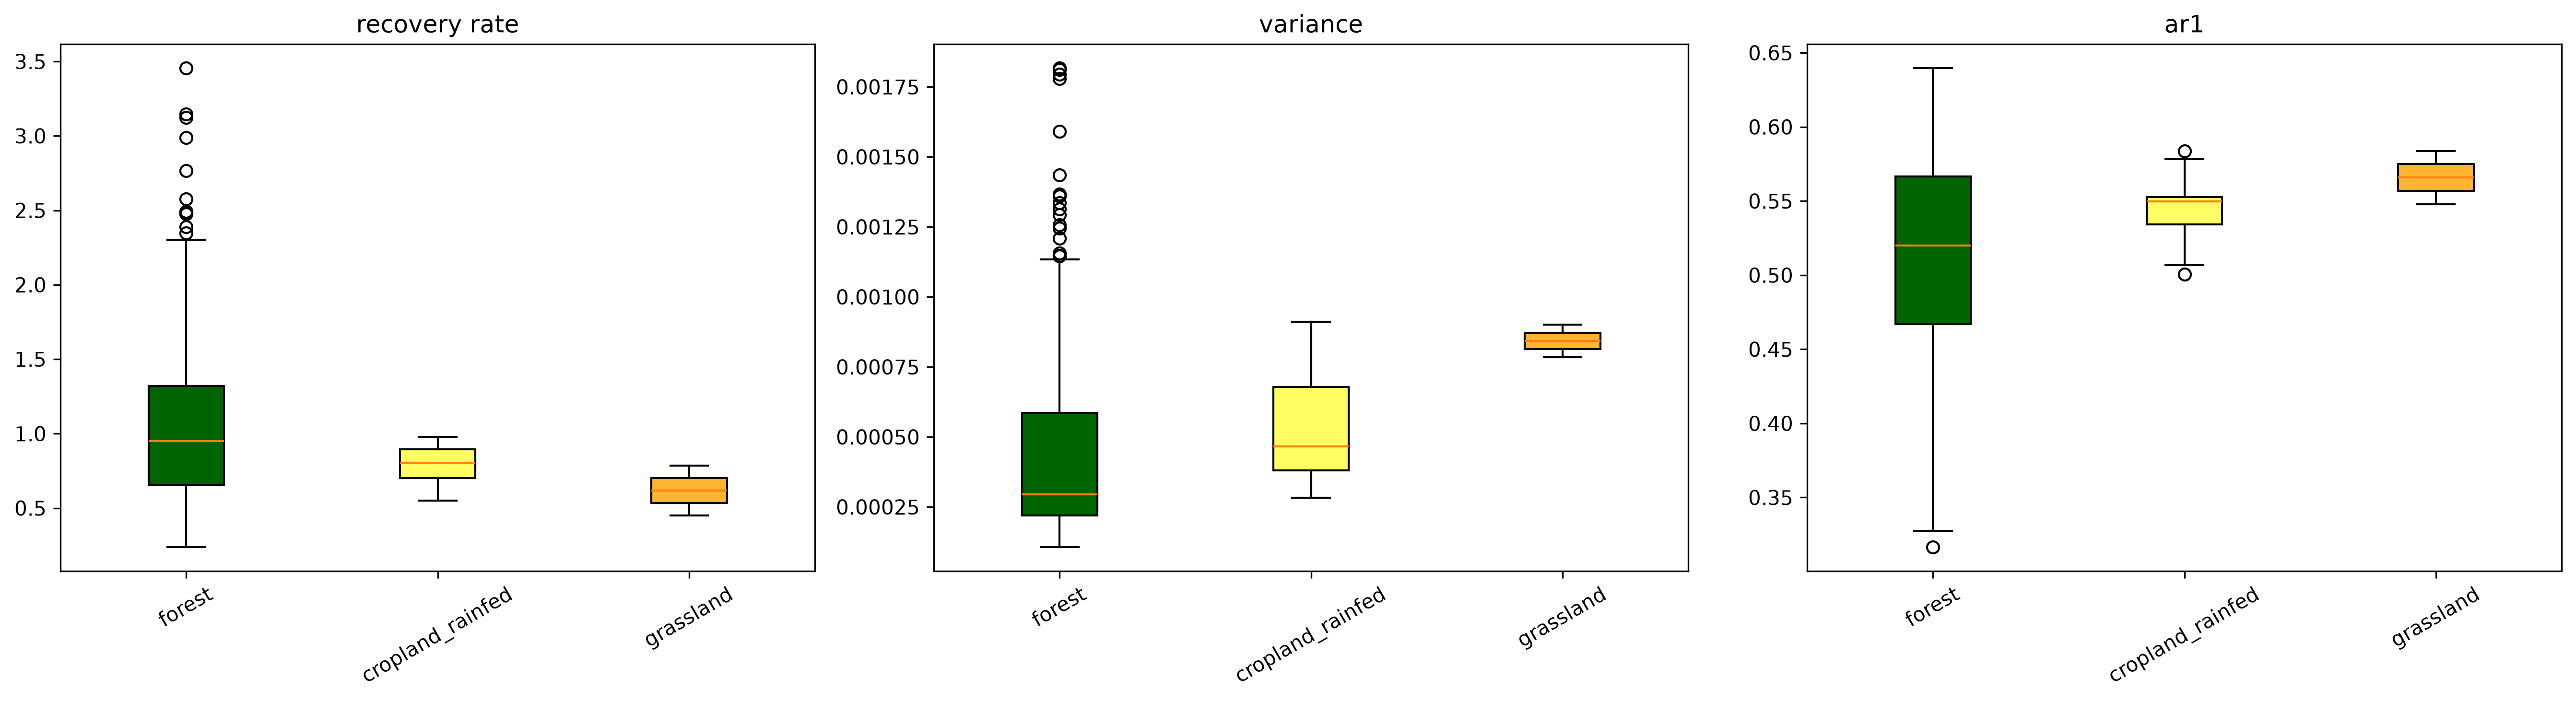 recovery rate
3.5
3.0
2.5
2.0
1.5
1.0
0.5
forest
cropland_rainfed
grassland
variance
0.00175
0.00150
0.00125
0.00100
0.00075
0.00050
0.00025
forest
cropland_rainfed
grassland
ar1
0.65
0.60
0.55
0.50
0.45
0.40
0.35
forest
cropland_rainfed
grassland